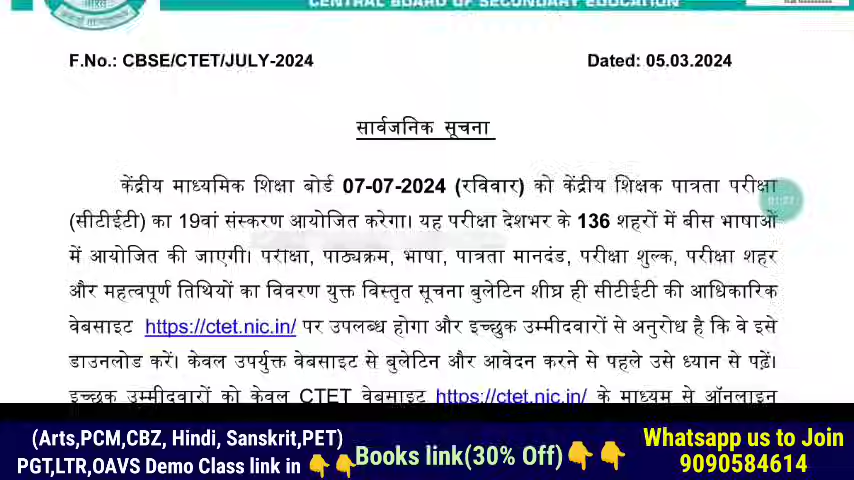 CENTRAL BOARD OF SECONDARY EDUCATION
F.No.: CBSE/CTET/JULY-2024 Dated: 05.03.2024
सार्वजनिक सूचना
केंद्रीय माध्यमिक शिक्षा बोर्ड 07-07-2024 (रविवार) को केंद्रीय शिक्षक पात्रता परीक्षा
(सीटीईटी) का 19वां संस्करण आयोजित करेगा। यह परीक्षा देशभर के 136 शहरों में बीस भाषाओं
में आयोजित की जाएगी। परीक्षा, पाठ्यक्रम, भाषा, पात्रता मानदंड, परीक्षा शुल्क, परीक्षा शहर
और महत्वपूर्ण तिथियों का विवरण युक्त विस्तृत सूचना बुलेटिन शीघ्र ही सीटीईटी की आधिकारिक
वेबसाइट https://ctet.nic.in/ पर उपलब्ध होगा और इच्छुक उम्मीदवारों से अनुरोध है कि वे इसे
डाउनलोड करें। केवल उपर्युक्त वेबसाइट से बुलेटिन और आवेदन करने से पहले उसे ध्यान से पढ़ें।
इच्छुक उम्मीदवारों को केवल CTET वेबसाइट https://ctet.nic.in/ के माध्यम से ऑनलाइन
(Arts,PCM,CBZ, Hindi, Sanskrit,PET)
PGT,LTR,OAVS Demo Class link in 👇👇
Books link(30% Off)👇👇
Whatsapp us to Join
9090584614